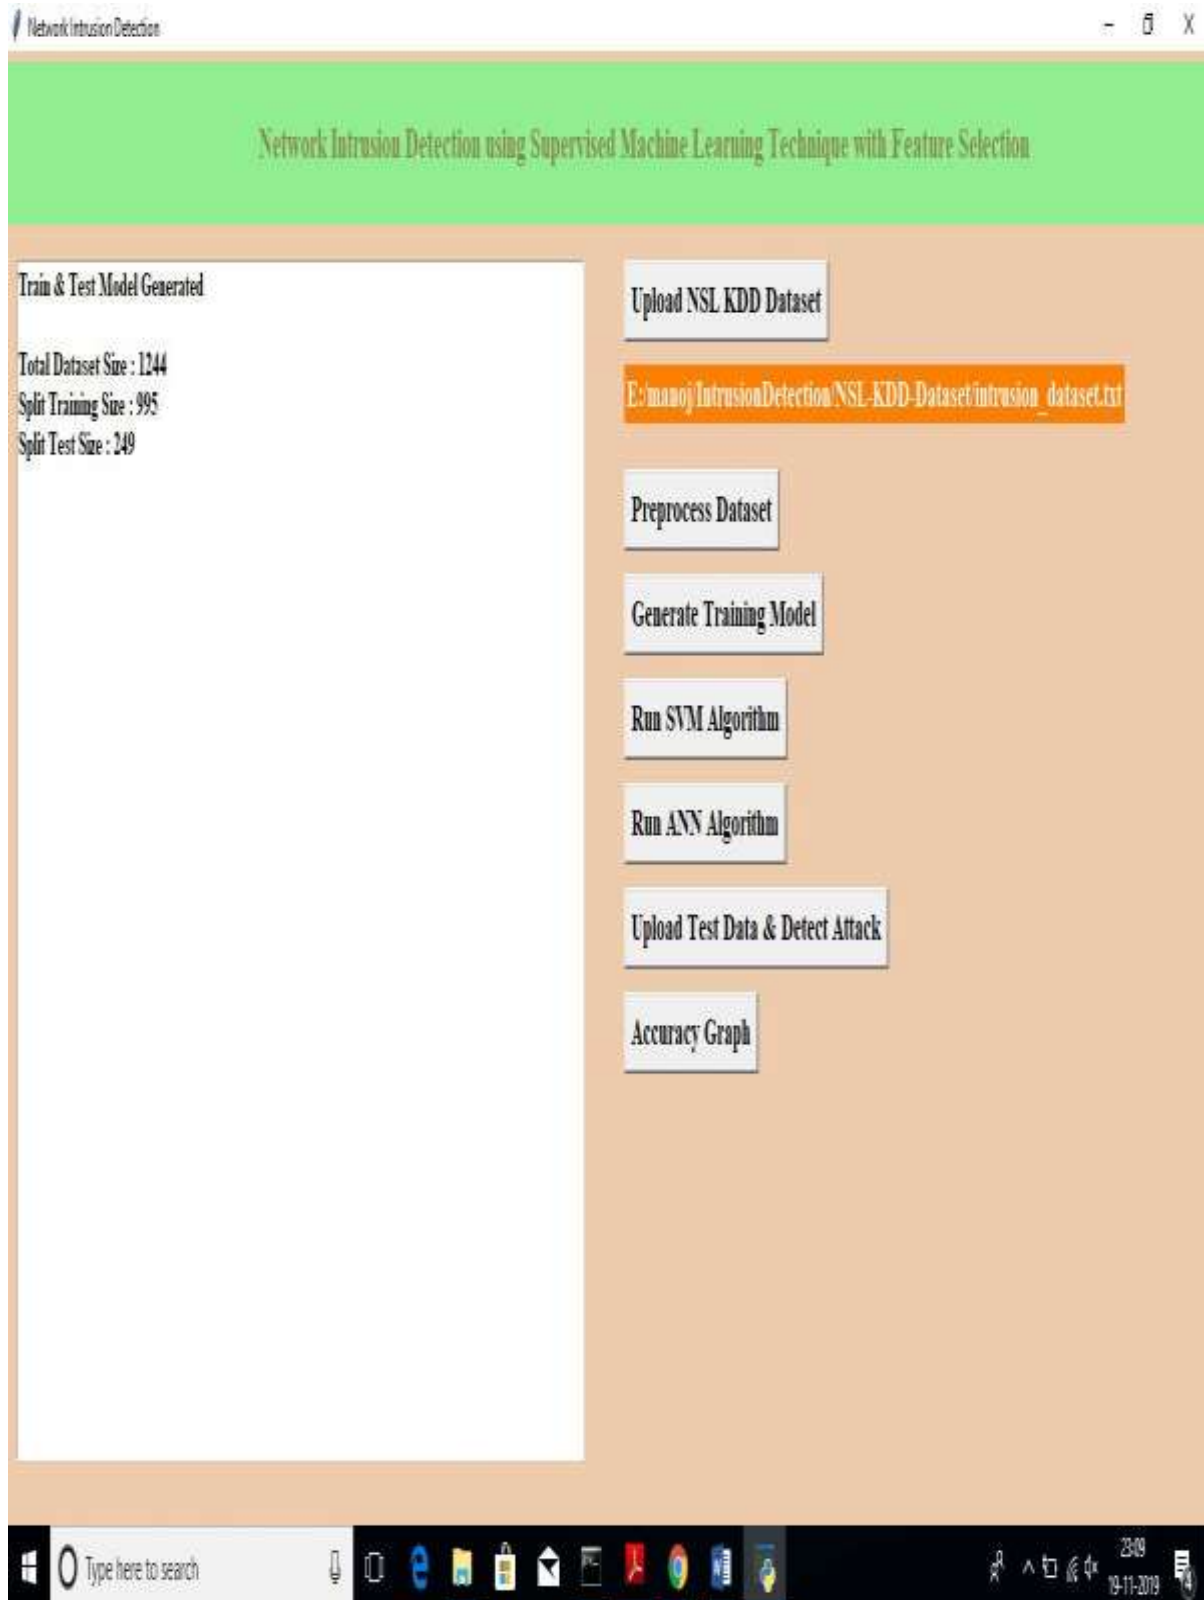 Network Intrusion Detection
Network Intrusion Detection using Supervised Machine Learning Technique with Feature Selection
Train & Test Model Generated
Total Dataset Size : 1244
Split Training Size : 995
Split Test Size : 249
Upload NSL KDD Dataset
E:/manoj/IntrusionDetection/NSL-KDD-Dataset/intrusion_dataset.txt
Preprocess Dataset
Generate Training Model
Run SVM Algorithm
Run ANN Algorithm
Upload Test Data & Detect Attack
Accuracy Graph
Type here to search
23:09
19-11-2019
4